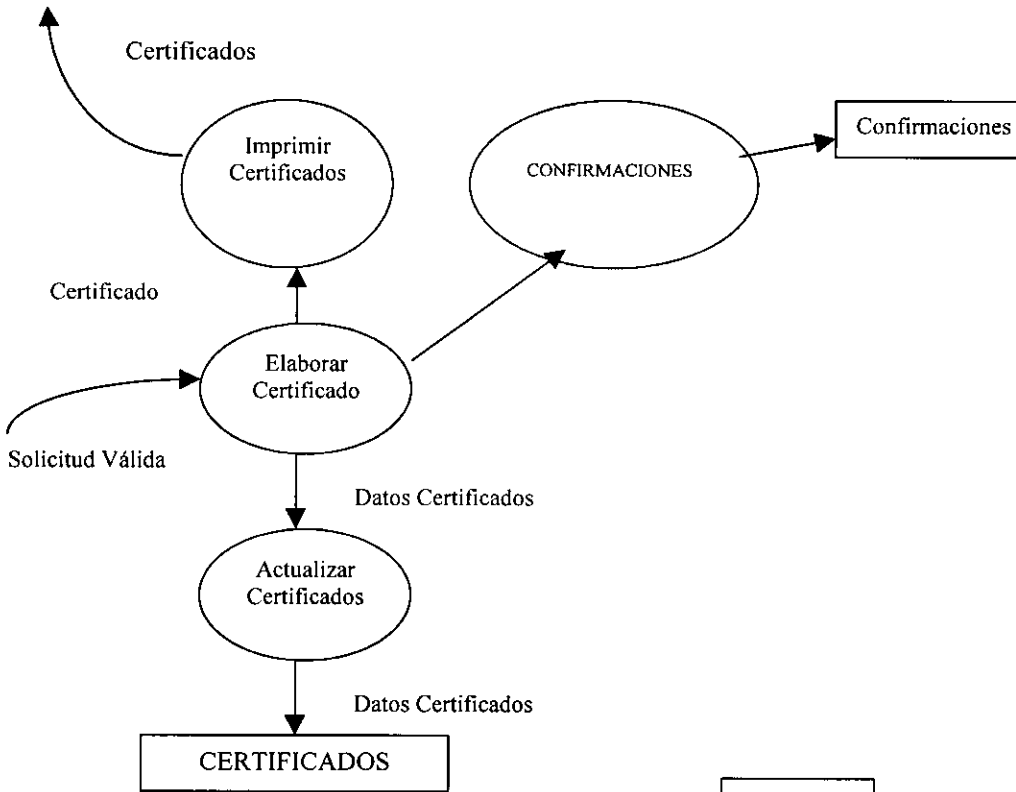 Certificados
Imprimir
Certificados
CONFIRMACIONES
Confirmaciones
Certificado
Elaborar
Certificado
Solicitud Válida
Datos Certificados
Actualizar
Certificados
Datos Certificados
CERTIFICADOS